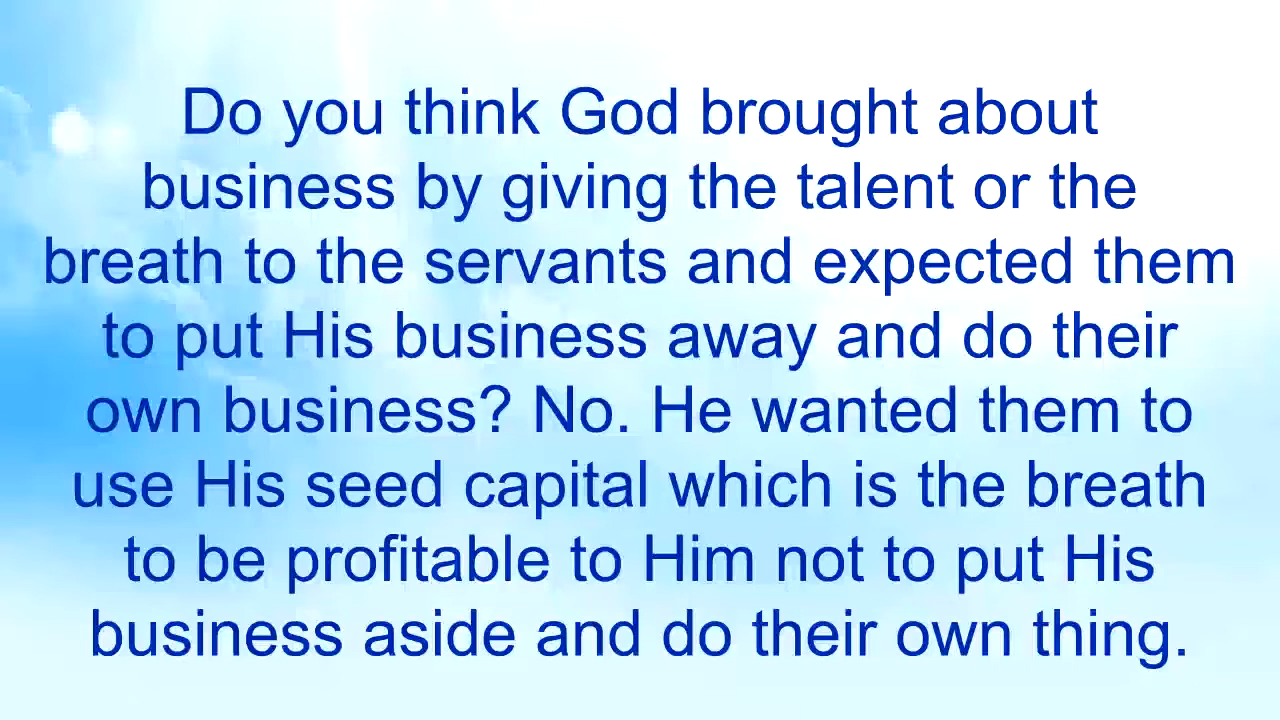 Do you think God brought about
business by giving the talent or the
breath to the servants and expected them
to put His business away and do their
own business? No. He wanted them to
use His seed capital which is the breath
to be profitable to Him not to put His
business aside and do their own thing.